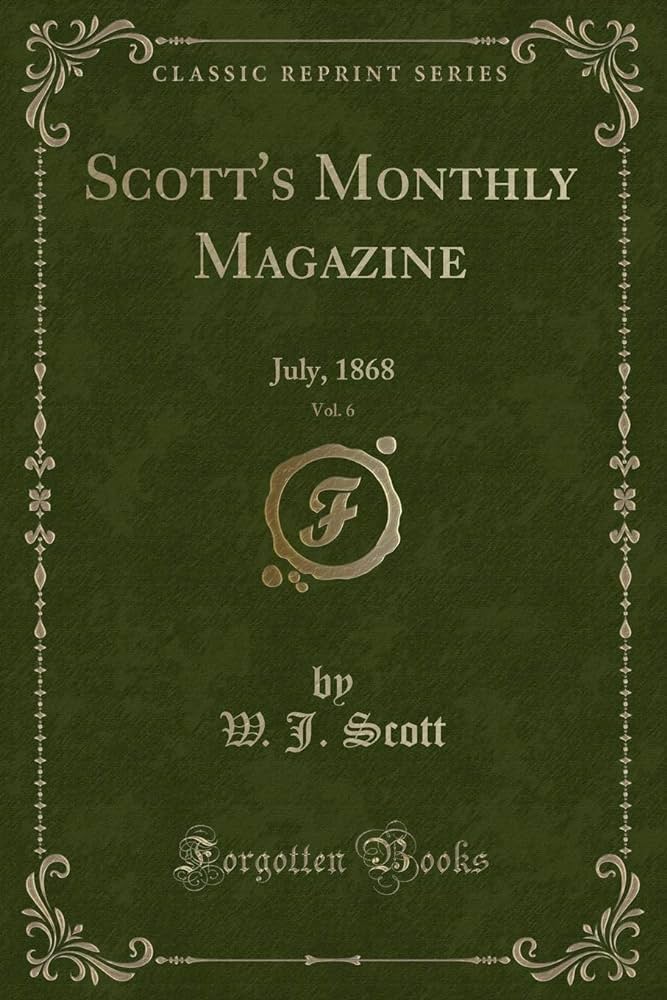 CLASSIC REPRINT SERIES
SCOTT'S MONTHLY
MAGAZINE
July, 1868
Vol. 6
F
by
W. J. Scott
Forgotten Books